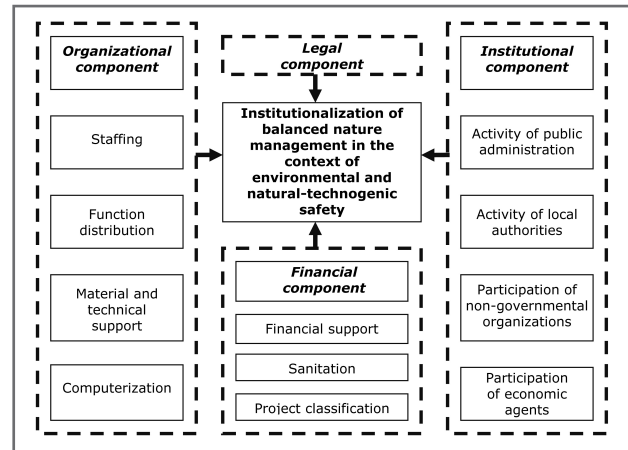 Organizational
component
Staffing
Function
distribution
Material and
technical
support
Computerization
Legal
component
Institutionalization of
balanced nature
management in the
context of
environmental and
natural-technogenic
safety
Financial
component
Financial support
Sanitation
Project classification
Institutional
component
Activity of public
administration
Activity of local
authorities
Participation of
non-governmental
organizations
Participation
of economic
agents